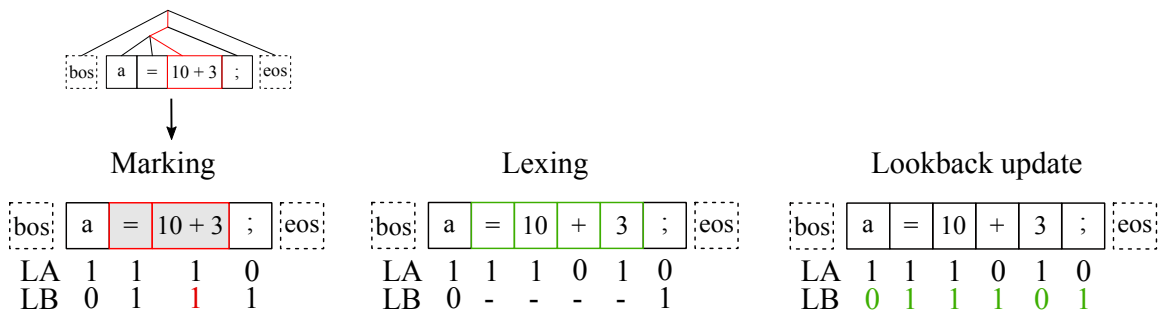 bos a = 10 + 3 ; eos
Marking Lexing Lookback update
bos a = 10 + 3 ; eos bos a = 10 + 3 ; eos bos a = 10 + 3 ; eos
LA 1 1 1 0 LA 1 1 1 0 1 0 LA 1 1 1 0 1 0
LB 0 1 1 1 LB 0 - - - - 1 LB 0 1 1 1 0 1